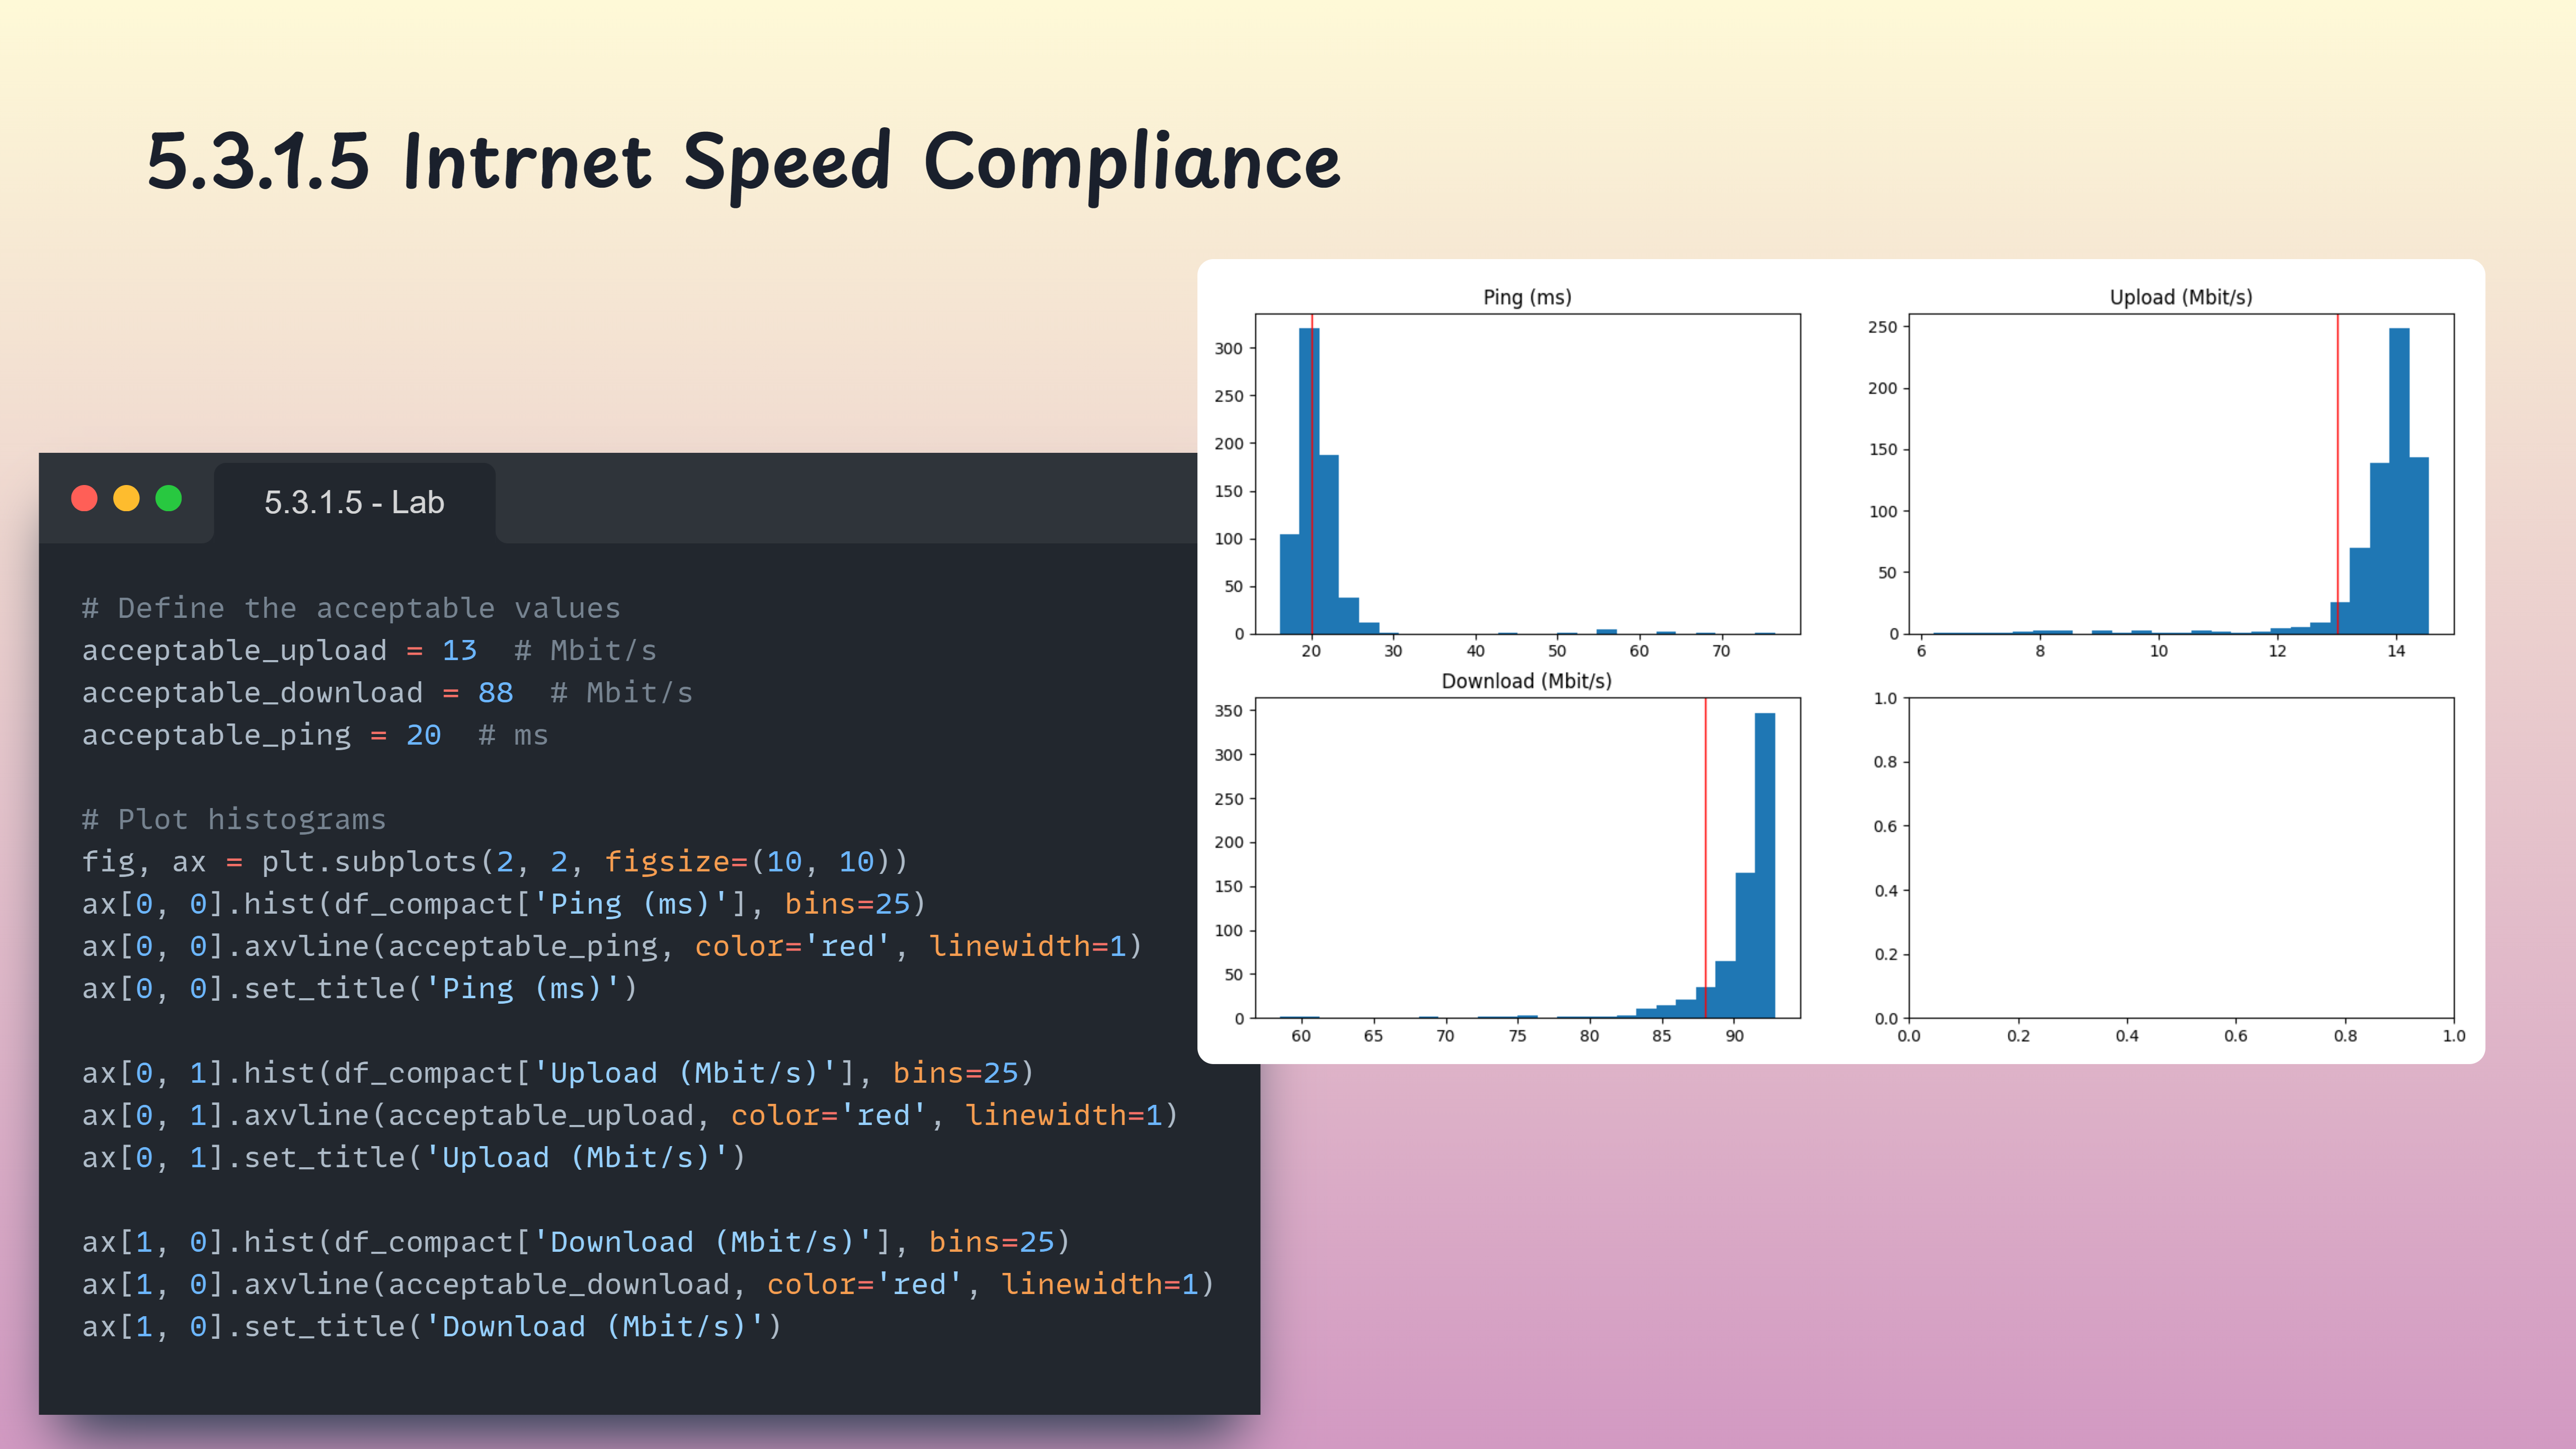 5.3.1.5 Intrnet Speed Compliance
5.3.1.5 - Lab
# Define the acceptable values
acceptable_upload = 13  # Mbit/s
acceptable_download = 88  # Mbit/s
acceptable_ping = 20  # ms
# Plot histograms
fig, ax = plt.subplots(2, 2, figsize=(10, 10))
ax[0, 0].hist(df_compact['Ping (ms)'], bins=25)
ax[0, 0].axvline(acceptable_ping, color='red', linewidth=1)
ax[0, 0].set_title('Ping (ms)')
ax[0, 1].hist(df_compact['Upload (Mbit/s)'], bins=25)
ax[0, 1].axvline(acceptable_upload, color='red', linewidth=1)
ax[0, 1].set_title('Upload (Mbit/s)')
ax[1, 0].hist(df_compact['Download (Mbit/s)'], bins=25)
ax[1, 0].axvline(acceptable_download, color='red', linewidth=1)
ax[1, 0].set_title('Download (Mbit/s)')
Ping (ms)
300
250
200
150
100
50
0
20 30 40 50 60 70
Upload (Mbit/s)
250
200
150
100
50
0
6 8 10 12 14
Download (Mbit/s)
350
300
250
200
150
100
50
0
60 65 70 75 80 85 90
1.0
0.8
0.6
0.4
0.2
0.0
0.0 0.2 0.4 0.6 0.8 1.0